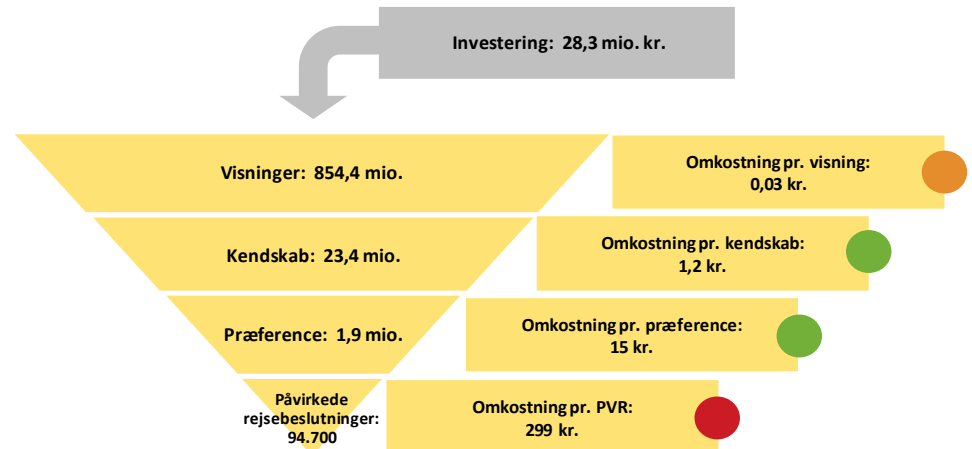 Investering: 28,3 mio. kr.
Visninger: 854,4 mio.
Omkostning pr. visning:
0,03 kr.
Kendskab: 23,4 mio.
Omkostning pr. kendskab:
1,2 kr.
Præference: 1,9 mio.
Omkostning pr. præference:
15 kr.
Påvirkede
rejsebeslutninger:
94.700
Omkostning pr. PVR:
299 kr.